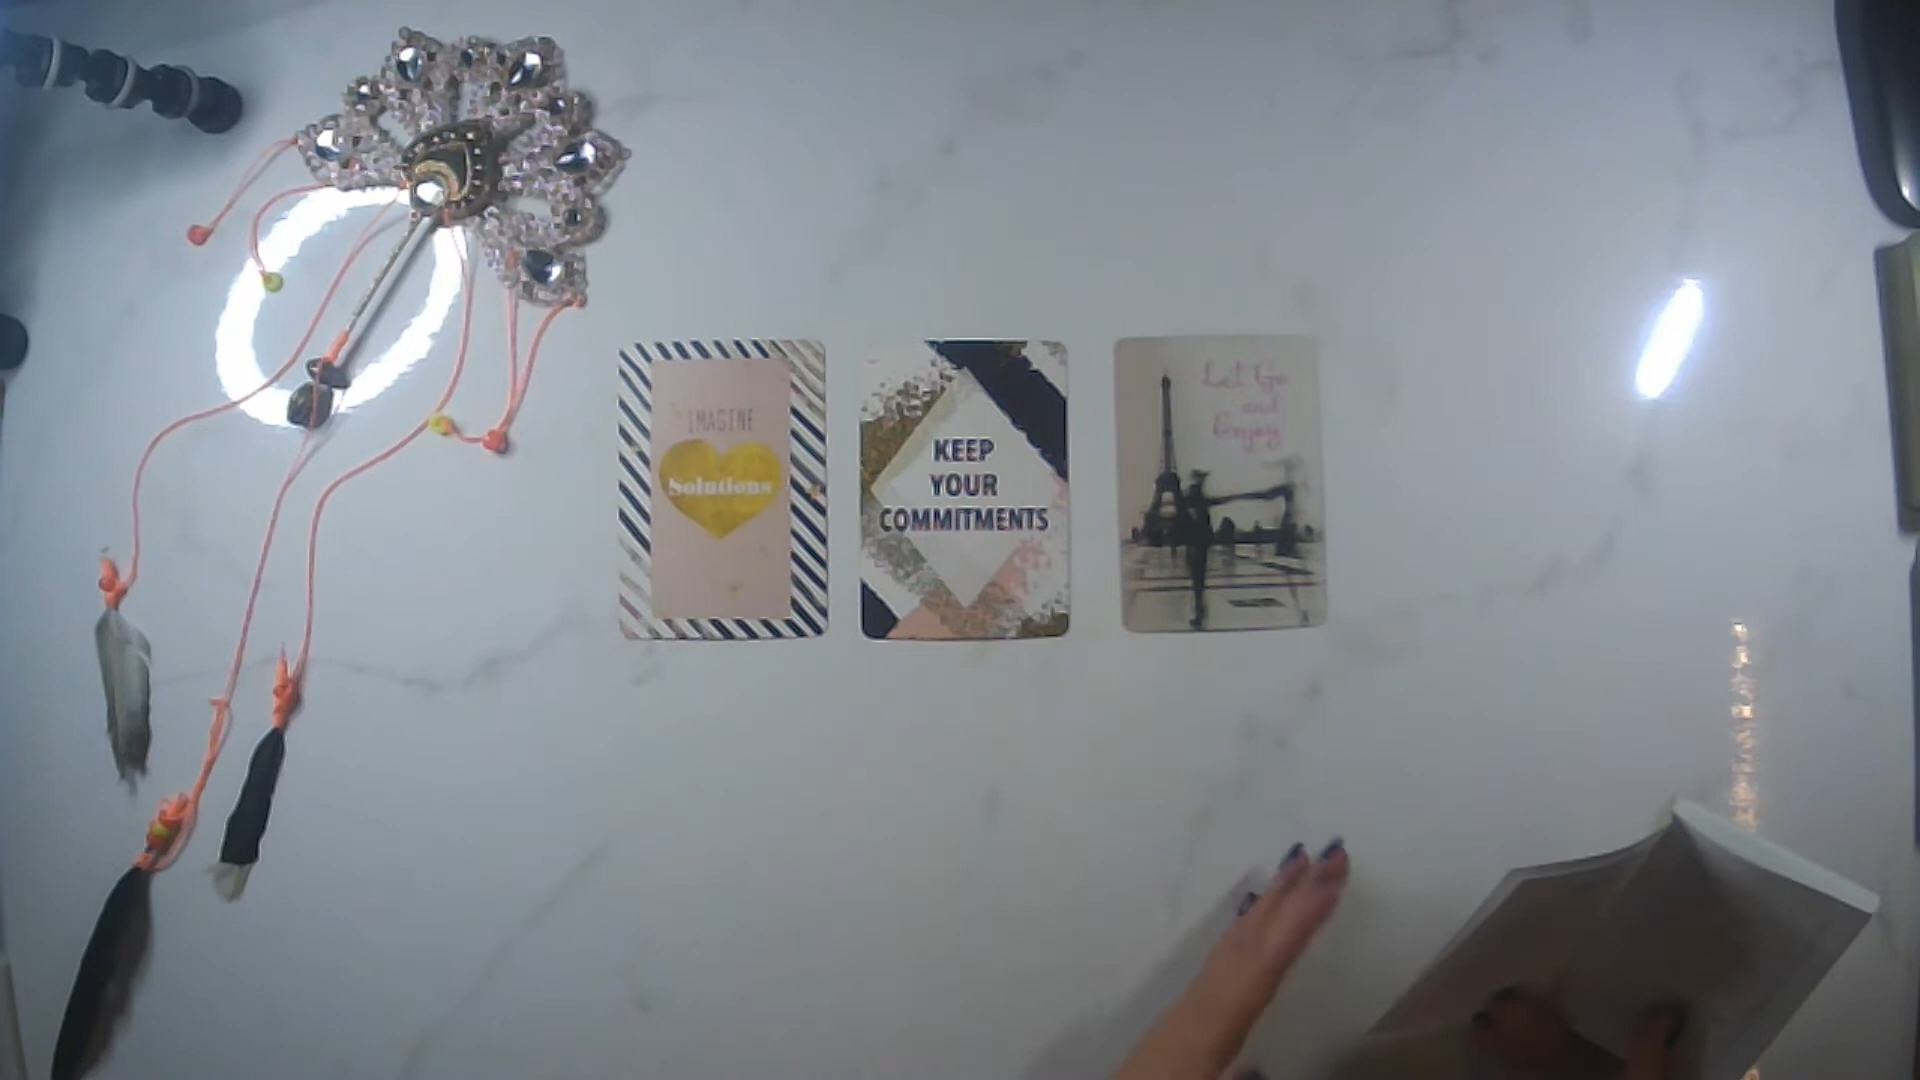 IMAGINE
Solutions
KEEP
YOUR
COMMITMENTS
Let Go
and
Enjoy